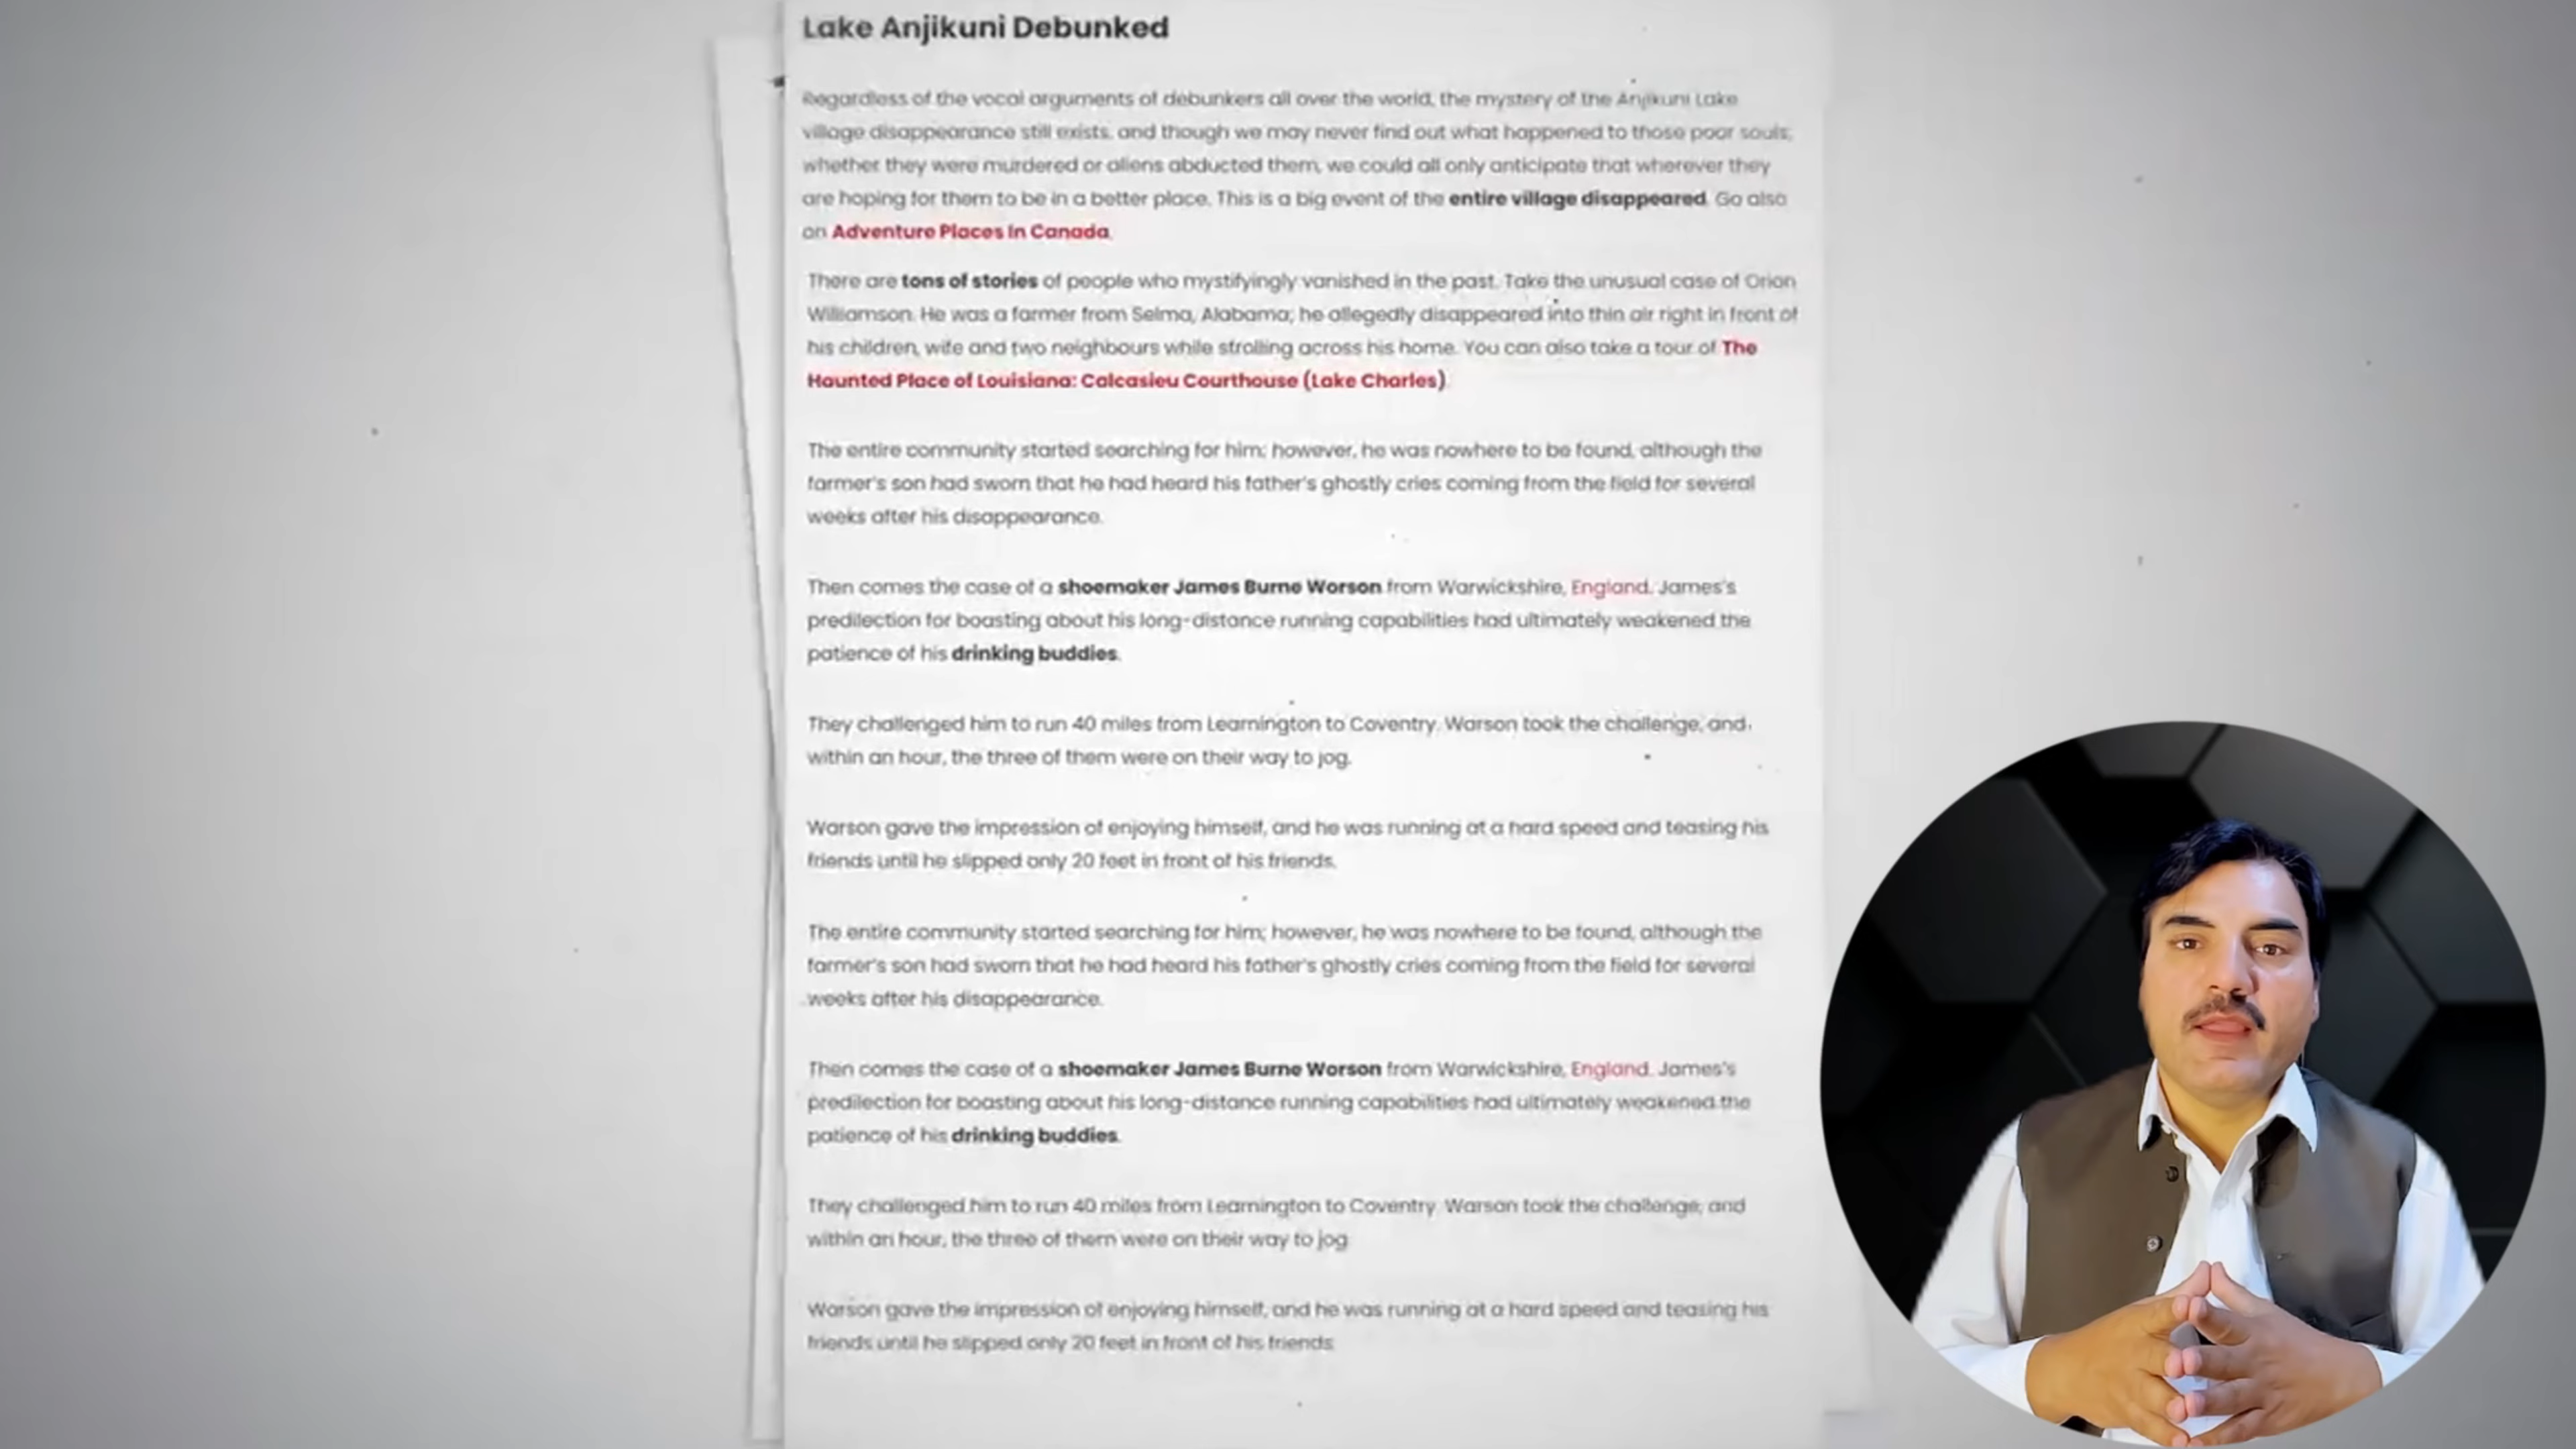 Lake Anjikuni Debunked
Regardless of the vocal arguments of debunkers all over the world, the mystery of the Anjikuni Lake
village disappearance still exists, and though we may never find out what happened to those poor souls;
whether they were murdered or aliens abducted them, we could all only anticipate that wherever they
are hoping for them to be in a better place. This is a big event of the entire village disappeared. Go also
on Adventure Places In Canada.
There are tons of stories of people who mystifyingly vanished in the past. Take the unusual case of Orion
Williamson. He was a farmer from Selma, Alabama; he allegedly disappeared into thin air right in front of
his children, wife and two neighbours while strolling across his home. You can also take a tour of The
Haunted Place of Louisiana: Calcasieu Courthouse (Lake Charles)
The entire community started searching for him; however, he was nowhere to be found, although the
farmer's son had sworn that he had heard his father's ghostly cries coming from the field for several
weeks after his disappearance.
Then comes the case of a shoemaker James Burne Worson from Warwickshire, England. James's
predilection for boasting about his long-distance running capabilities had ultimately weakened the
patience of his drinking buddies.
They challenged him to run 40 miles from Learnington to Coventry. Warson took the challenge, and,
within an hour, the three of them were on their way to jog.
Warson gave the impression of enjoying himself, and he was running at a hard speed and teasing his
friends until he slipped only 20 feet in front of his friends.
The entire community started searching for him; however, he was nowhere to be found, although the
farmer's son had sworn that he had heard his father's ghostly cries coming from the field for several
weeks after his disappearance.
Then comes the case of a shoemaker James Burne Worson from Warwickshire, England. James's
predilection for boasting about his long-distance running capabilities had ultimately weakened the
patience of his drinking buddies.
They challenged him to run 40 miles from Learnington to Coventry. Warson took the challenge, and
within an hour, the three of them were on their way to jog
Warson gave the impression of enjoying himself, and he was running at a hard speed and teasing his
friends until he slipped only 20 feet in front of his friends